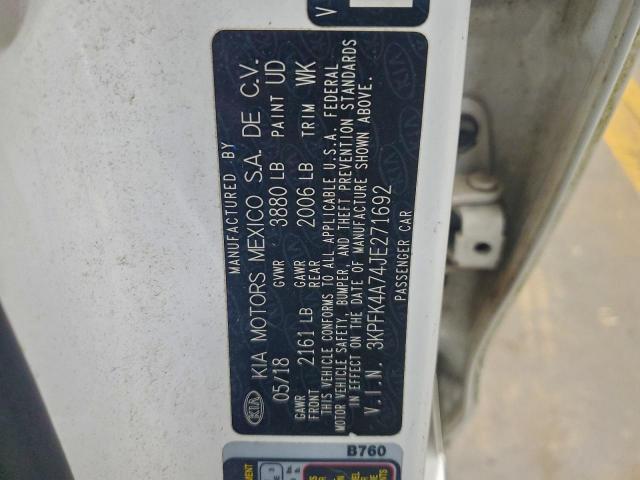 MANUFACTURED BY
KIA KIA MOTORS MEXICO S.A. DE C.V.
05/18 GVWR 3880 LB PAINT UD
GAWR FRONT 2161 LB GAWR REAR 2006 LB TRIM WK
THIS VEHICLE CONFORMS TO ALL APPLICABLE U.S.A. FEDERAL
MOTOR VEHICLE SAFETY, BUMPER, AND THEFT PREVENTION STANDARDS
IN EFFECT ON THE DATE OF MANUFACTURE SHOWN ABOVE.
V.I.N. 3KPFK4A74JE271692
PASSENGER CAR
V
B760